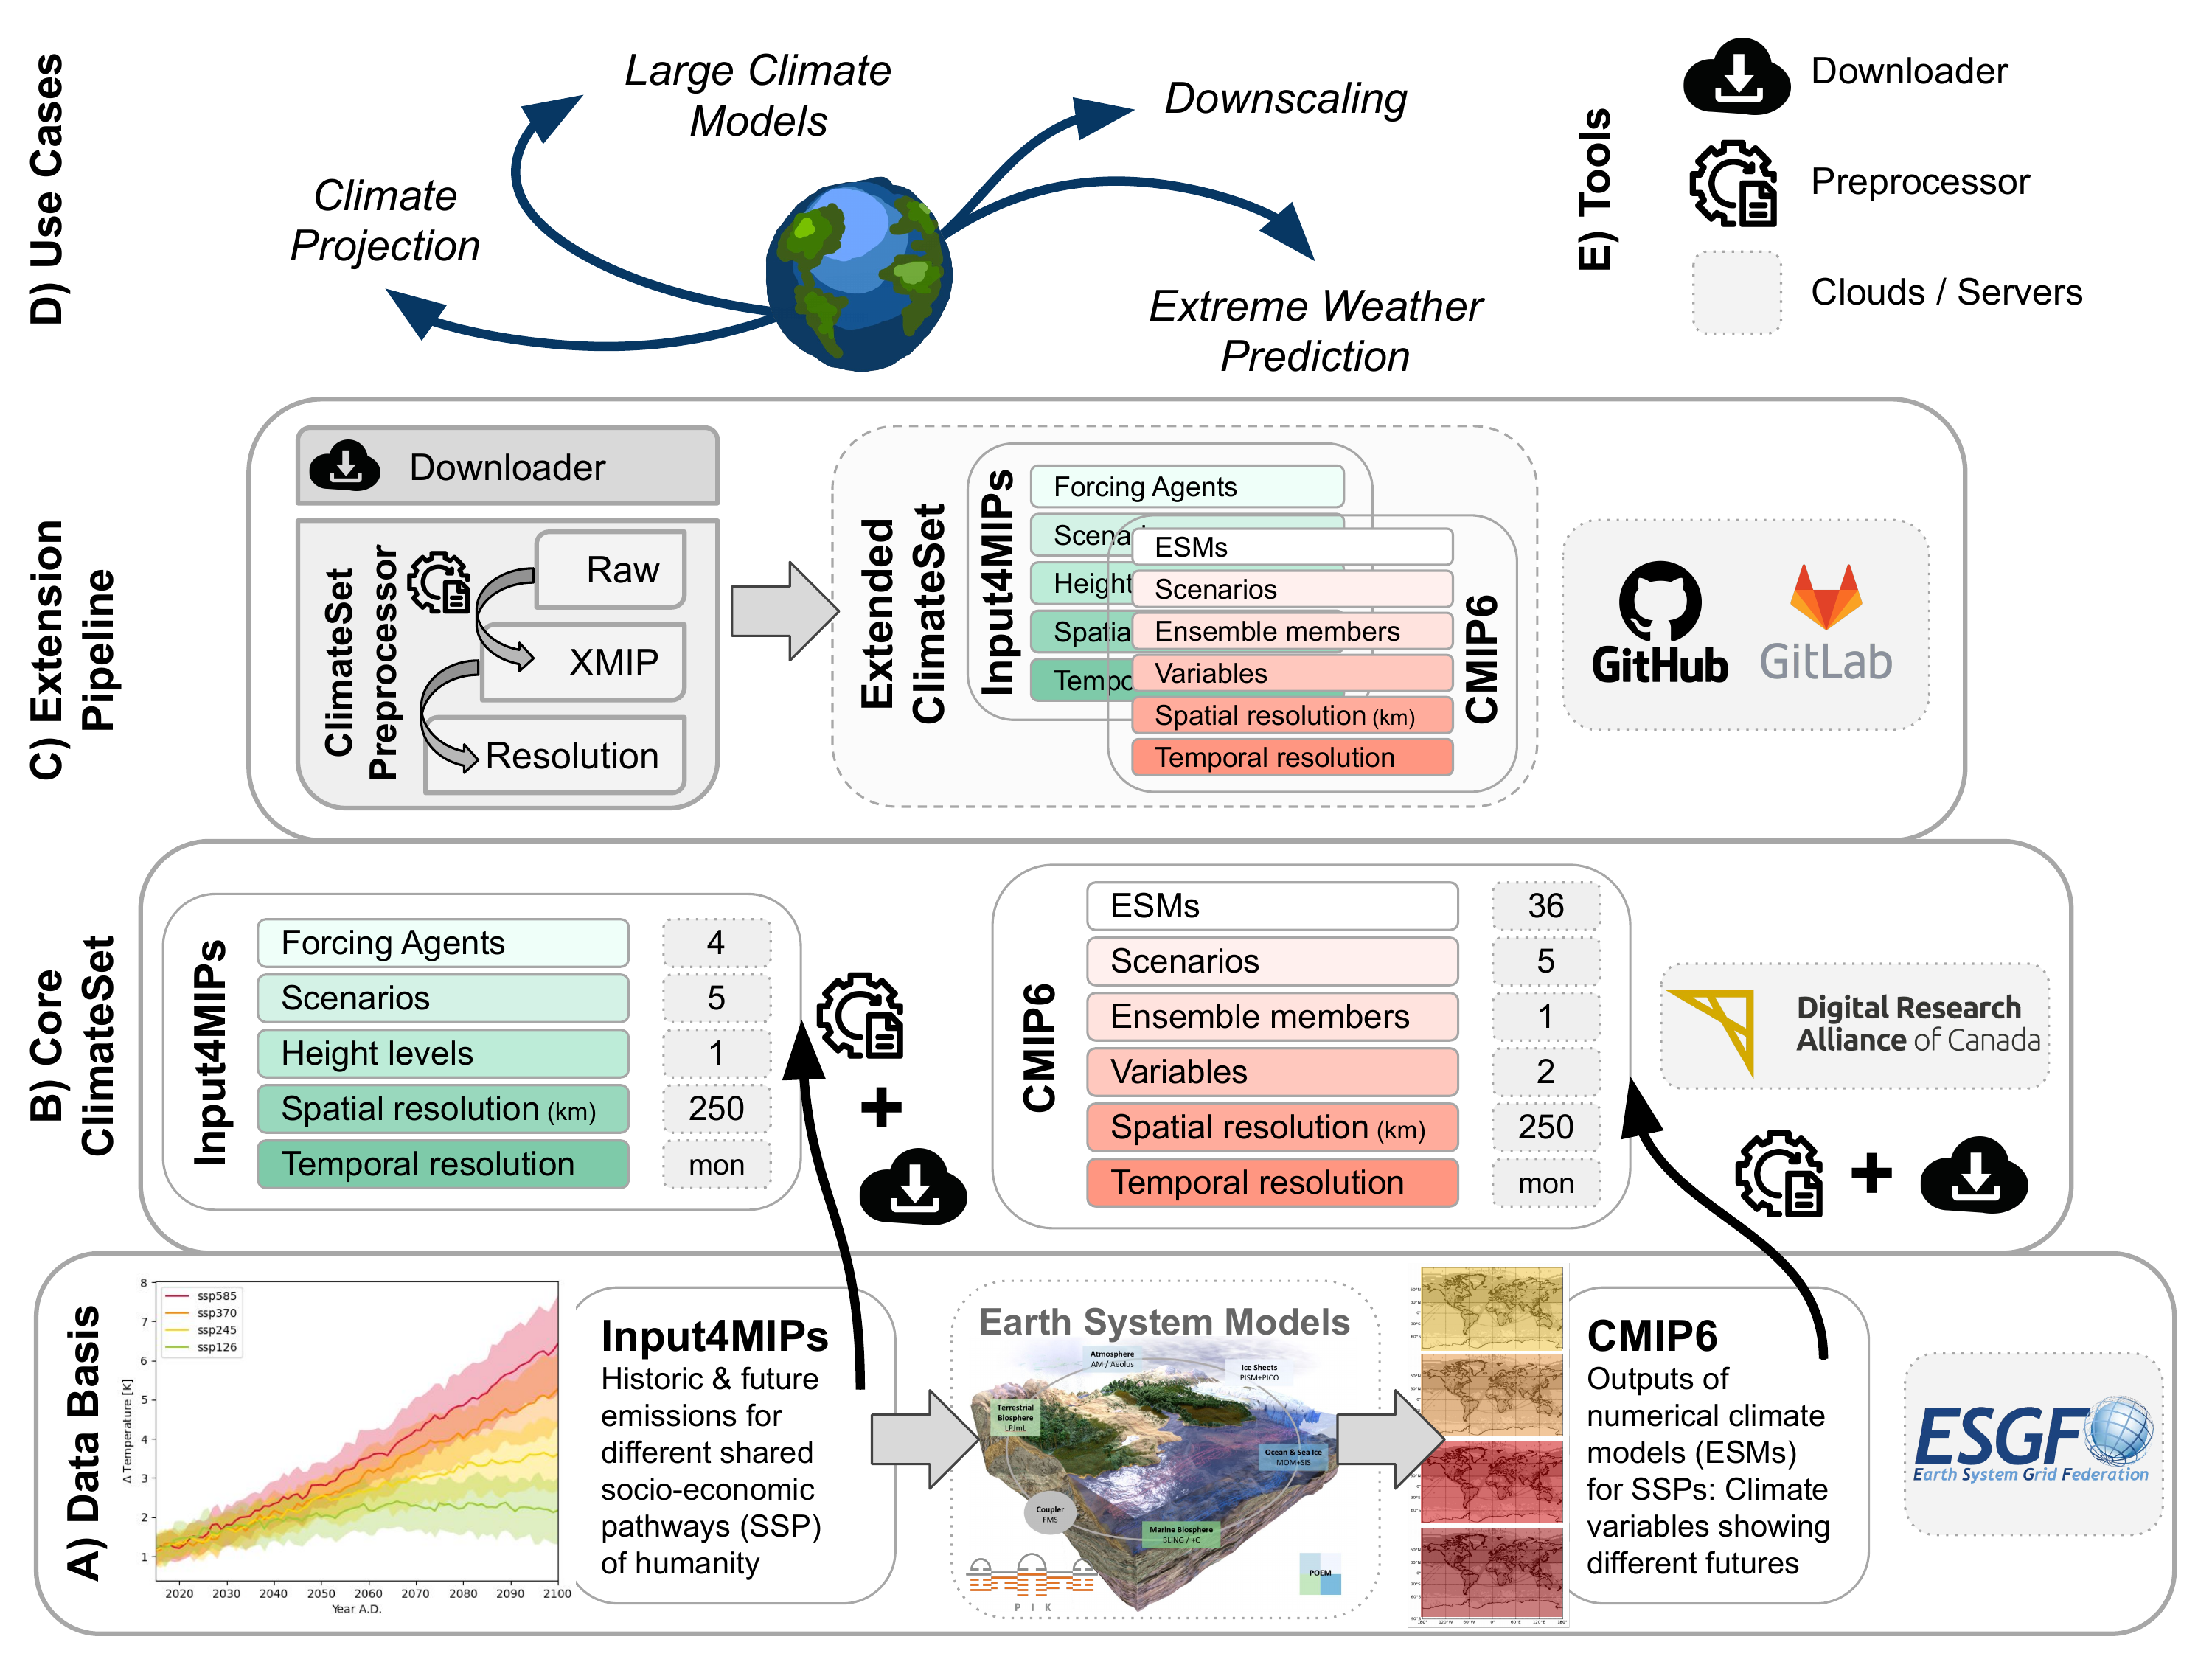 D) Use Cases
Large Climate
Models
Climate
Projection
Downscaling
Extreme Weather
Prediction
E) Tools
Downloader
Preprocessor
Clouds / Servers
C) Extension
Pipeline
Downloader
ClimateSet
Preprocessor
Raw
XMIP
Resolution
Extended
ClimateSet
Input4MIPs
Forcing Agents
Scena
Height
Spatia
Tempo
ESMs
Scenarios
Ensemble members
Variables
Spatial resolution (km)
Temporal resolution
CMIP6
GitHub
GitLab
B) Core
ClimateSet
Input4MIPs
Forcing Agents 4
Scenarios 5
Height levels 1
Spatial resolution (km) 250
Temporal resolution mon
+
CMIP6
ESMs 36
Scenarios 5
Ensemble members 1
Variables 2
Spatial resolution (km) 250
Temporal resolution mon
Digital Research
Alliance of Canada
+
A) Data Basis
8
7
6
5
4
3
2
1
Δ Temperature [K]
ssp585
ssp370
ssp245
ssp126
2020 2030 2040 2050 2060 2070 2080 2090 2100
Year A.D.
Input4MIPs
Historic & future
emissions for
different shared
socio-economic
pathways (SSP)
of humanity
Earth System Models
Atmosphere
AM / Aeolus
Ice Sheets
PISM+PICO
Terrestrial
Biosphere
LPJmL
Ocean & Sea Ice
MOM+SIS
Coupler
FMS
Marine Biosphere
BLING / +C
P I K
POEM
CMIP6
Outputs of
numerical climate
models (ESMs)
for SSPs: Climate
variables showing
different futures
ESGF
Earth System Grid Federation